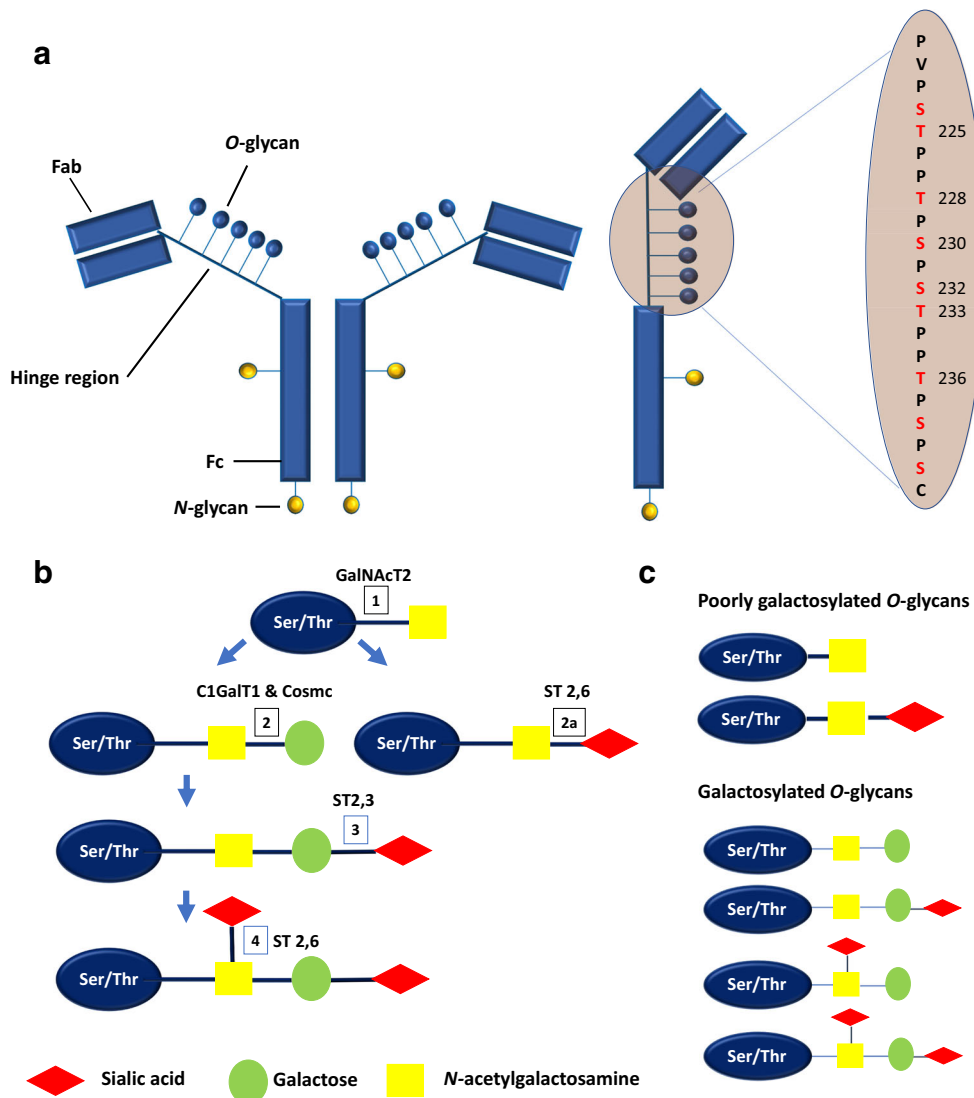 a
O-glycan
Fab
Hinge region
Fc
N-glycan
P
V
P
S
T 225
P
P
T 228
P
S 230
P
S 232
T 233
P
P
T 236
P
S
P
S
C
b
GalNAcT2
1
Ser/Thr
C1GalT1 & Cosmc
2
Ser/Thr
ST 2,6
2a
Ser/Thr
ST2,3
3
Ser/Thr
4 ST 2,6
Ser/Thr
c
Poorly galactosylated O-glycans
Ser/Thr
Ser/Thr
Galactosylated O-glycans
Ser/Thr
Ser/Thr
Ser/Thr
Ser/Thr
Sialic acid
Galactose
N-acetylgalactosamine